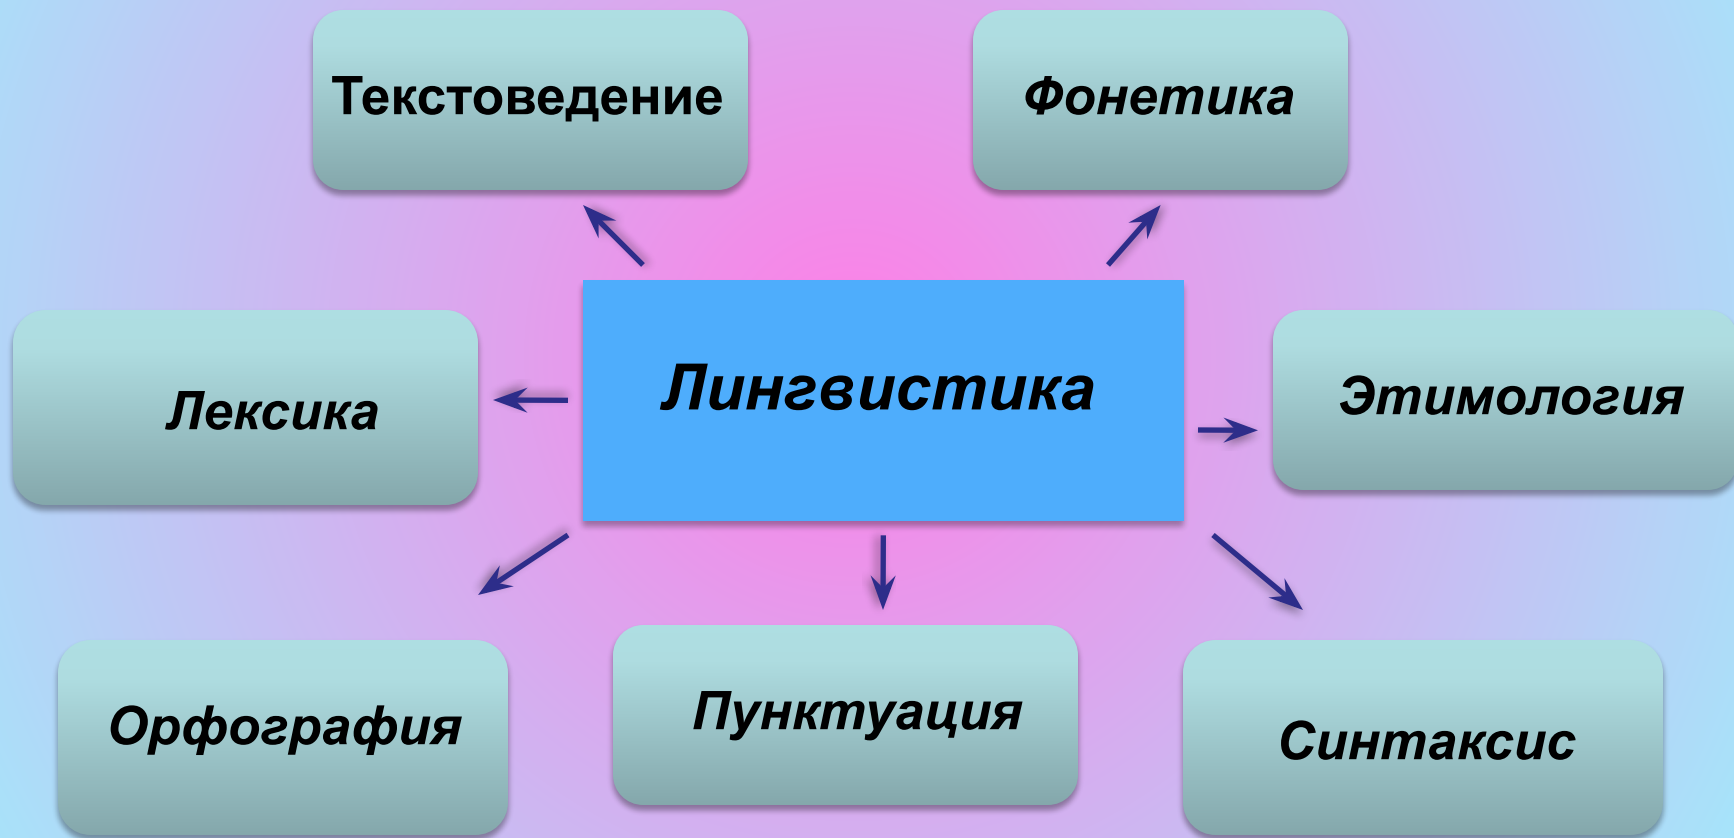 Текстоведение
Фонетика
Лингвистика
Лексика
Этимология
Орфография
Пунктуация
Синтаксис